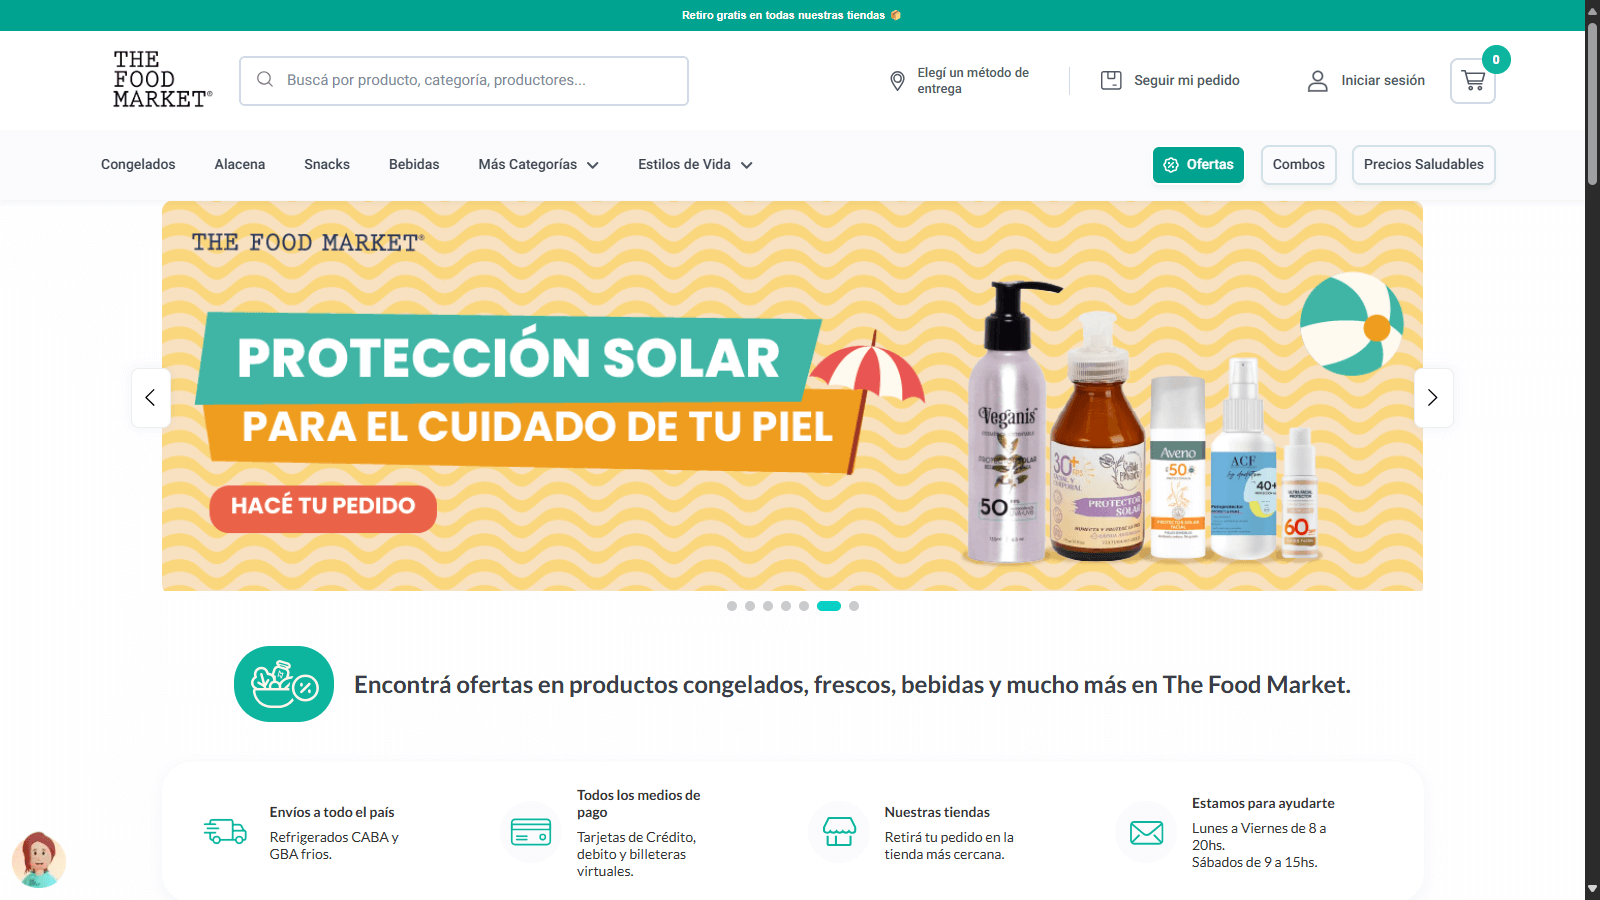 Retiro gratis en todas nuestras tiendas
THE
FOOD
MARKET®
Buscá por producto, categoría, productores...
Elegí un método de
entrega
Seguir mi pedido
Iniciar sesión
0
Congelados
Alacena
Snacks
Bebidas
Más Categorías
Estilos de Vida
Ofertas
Combos
Precios Saludables
THE FOOD MARKET®
PROTECCIÓN SOLAR
PARA EL CUIDADO DE TU PIEL
HACÉ TU PEDIDO
Veganis
50
30+
PROTECTOR
SOLAR
Aveno
50
PROTECTOR SOLAR
FACIAL
ACF
40+
60
Encontrá ofertas en productos congelados, frescos, bebidas y mucho más en The Food Market.
Envíos a todo el país
Refrigerados CABA y
GBA frios.
Todos los medios de
pago
Tarjetas de Crédito,
debito y billeteras
virtuales.
Nuestras tiendas
Retirá tu pedido en la
tienda más cercana.
Estamos para ayudarte
Lunes a Viernes de 8 a
20hs.
Sábados de 9 a 15hs.